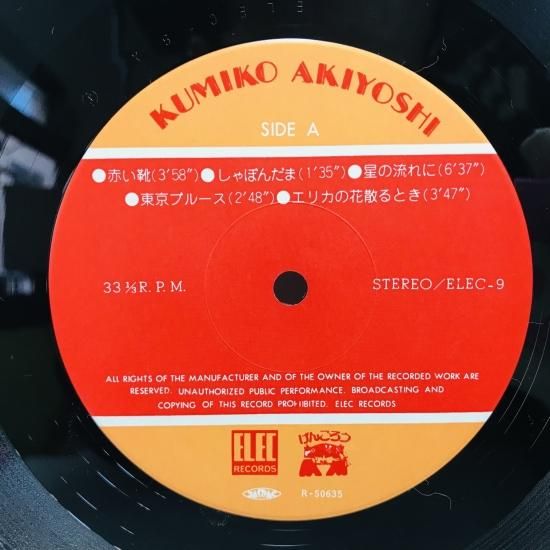 KUMIKO AKIYOSHI
SIDE A
●赤い靴(3'58") ●しゃぼんだま(1'35") ●星の流れに(6'37")
●東京ブルース(2'48") ●エリカの花散るとき(3'47")
33⅓R.P.M.
STEREO/ELEC-9
ALL RIGHTS OF THE MANUFACTURER AND OF THE OWNER OF THE RECORDED WORK ARE
RESERVED. UNAUTHORIZED PUBLIC PERFORMANCE. BROADCASTING AND
COPYING OF THIS RECORD PROHIBITED. ELEC RECORDS
ELEC
RECORDS
げんころう
R-50635